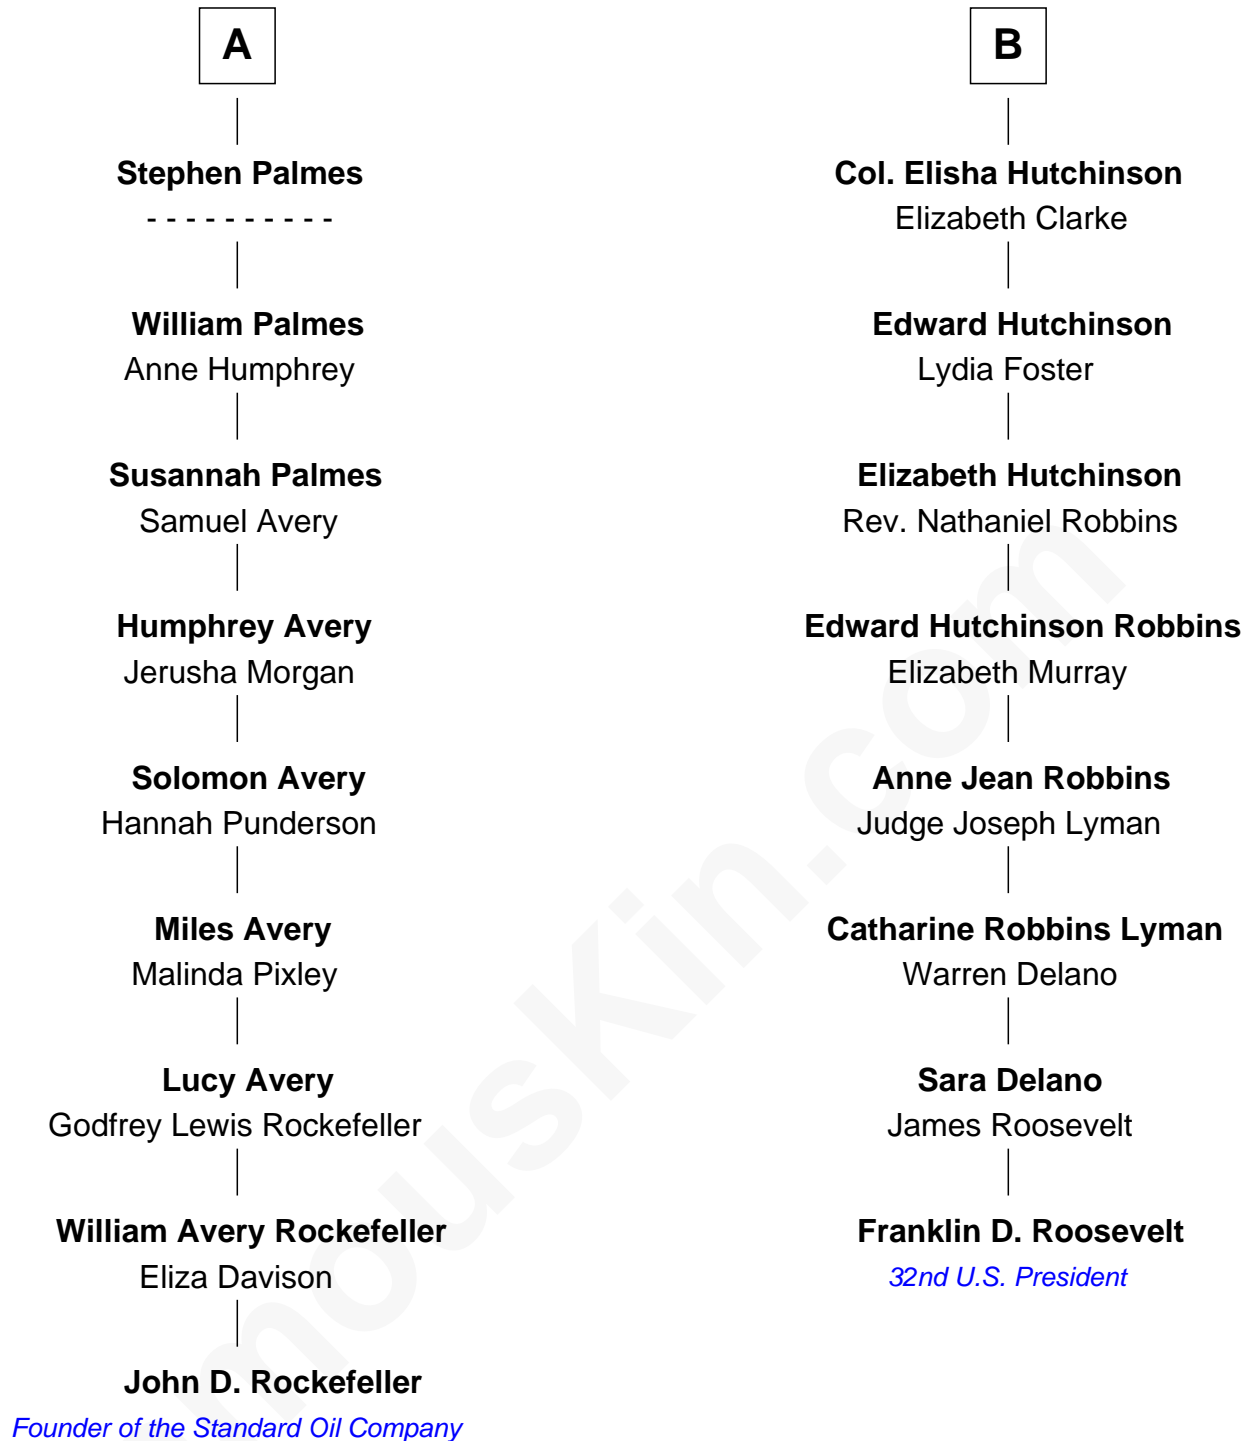 A
Stephen Palmes
- - - - - - - - - -
William Palmes
Anne Humphrey
Susannah Palmes
Samuel Avery
Humphrey Avery
Jerusha Morgan
Solomon Avery
Hannah Punderson
Miles Avery
Malinda Pixley
Lucy Avery
Godfrey Lewis Rockefeller
William Avery Rockefeller
Eliza Davison
John D. Rockefeller
Founder of the Standard Oil Company
B
Col. Elisha Hutchinson
Elizabeth Clarke
Edward Hutchinson
Lydia Foster
Elizabeth Hutchinson
Rev. Nathaniel Robbins
Edward Hutchinson Robbins
Elizabeth Murray
Anne Jean Robbins
Judge Joseph Lyman
Catharine Robbins Lyman
Warren Delano
Sara Delano
James Roosevelt
Franklin D. Roosevelt
32nd U.S. President
mousKin.com